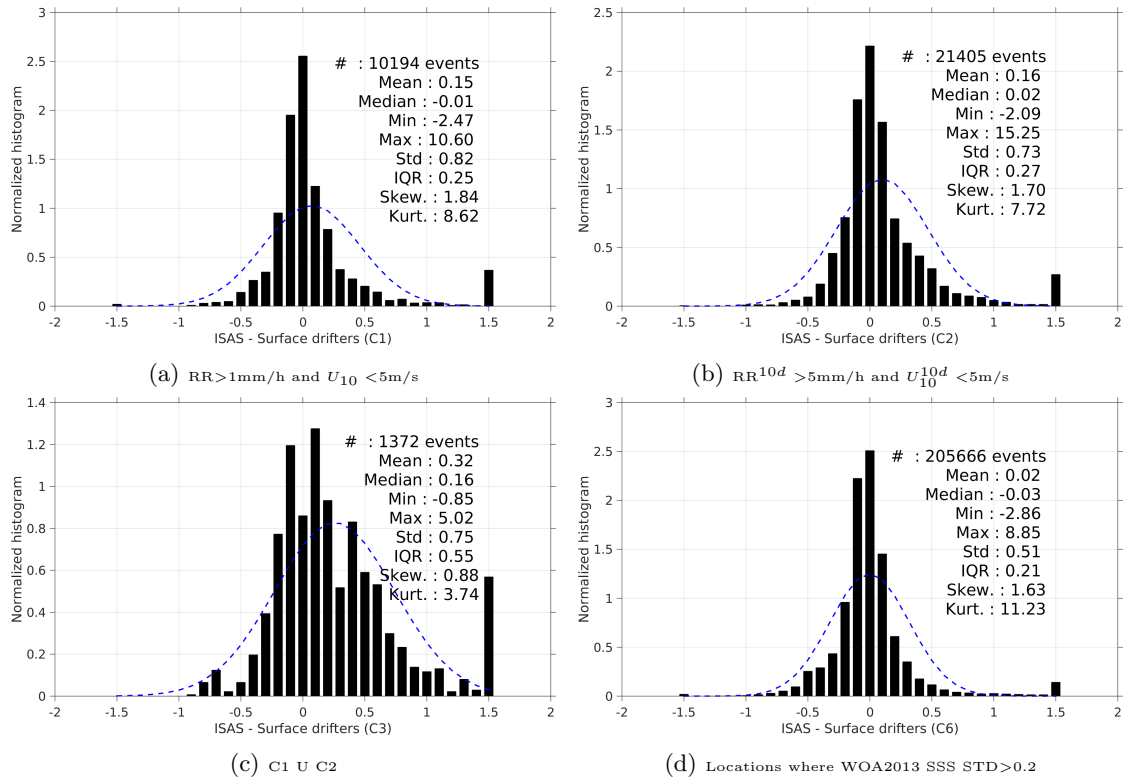 3
2.5
2
1.5
1
0.5
0
Normalized histogram
# : 10194 events
Mean : 0.15
Median : -0.01
Min : -2.47
Max : 10.60
Std : 0.82
IQR : 0.25
Skew. : 1.84
Kurt. : 8.62
-2 -1.5 -1 -0.5 0 0.5 1 1.5 2
ISAS - Surface drifters (C1)
(a) RR>1mm/h and U10 <5m/s
2.5
2
1.5
1
0.5
0
Normalized histogram
# : 21405 events
Mean : 0.16
Median : 0.02
Min : -2.09
Max : 15.25
Std : 0.73
IQR : 0.27
Skew. : 1.70
Kurt. : 7.72
-2 -1.5 -1 -0.5 0 0.5 1 1.5 2
ISAS - Surface drifters (C2)
(b) RR^10d >5mm/h and U10^10d <5m/s
1.4
1.2
1
0.8
0.6
0.4
0.2
0
Normalized histogram
# : 1372 events
Mean : 0.32
Median : 0.16
Min : -0.85
Max : 5.02
Std : 0.75
IQR : 0.55
Skew. : 0.88
Kurt. : 3.74
-2 -1.5 -1 -0.5 0 0.5 1 1.5 2
ISAS - Surface drifters (C3)
(c) C1 U C2
3
2.5
2
1.5
1
0.5
0
Normalized histogram
# : 205666 events
Mean : 0.02
Median : -0.03
Min : -2.86
Max : 8.85
Std : 0.51
IQR : 0.21
Skew. : 1.63
Kurt. : 11.23
-2 -1.5 -1 -0.5 0 0.5 1 1.5 2
ISAS - Surface drifters (C6)
(d) Locations where WOA2013 SSS STD>0.2